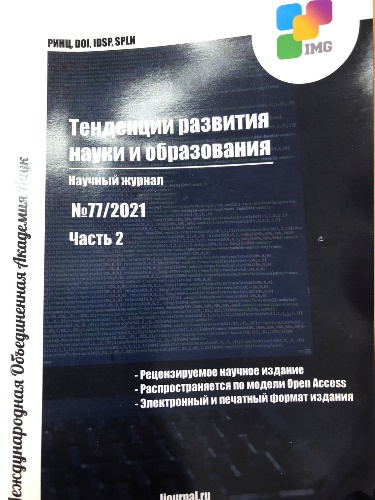 РИНЦ, DOI, IDSP, SPLN
IMG
Тенденции развития
науки и образования
Научный журнал
№77/2021
Часть 2
Международная Объединенная Академия Наук
- Рецензируемое научное издание
- Распространяется по модели Open Access
- Электронный и печатный формат издания
ljournal.ru